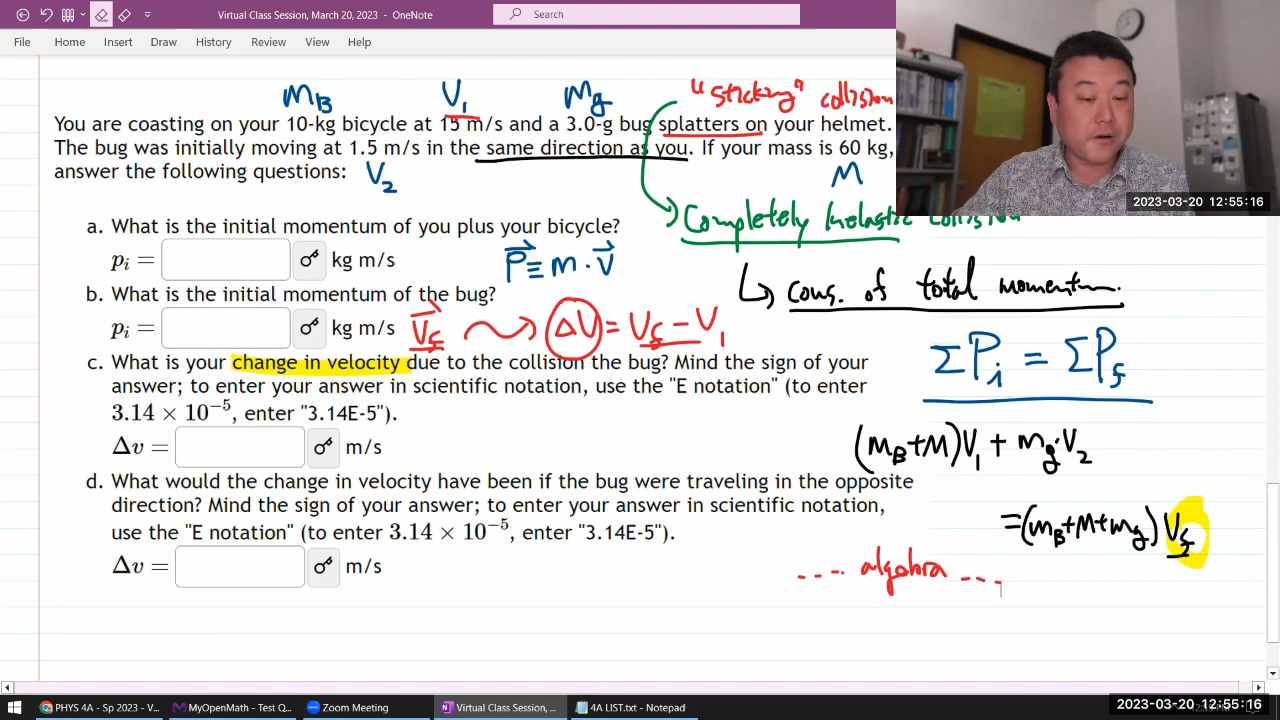 Virtual Class Session, March 20, 2023 - OneNote
Search
File Home Insert Draw History Review View Help
m_B V_1 m_g "sticking" collision
You are coasting on your 10-kg bicycle at 15 m/s and a 3.0-g bug splatters on your helmet.
The bug was initially moving at 1.5 m/s in the same direction as you. If your mass is 60 kg,
answer the following questions: V_2 M
2023-03-20 12:55:16
Completely Inelastic collision
a. What is the initial momentum of you plus your bicycle?
p_i = kg m/s P⃗ ≡ m · V⃗
Cons. of total momentum.
b. What is the initial momentum of the bug?
p_i = kg m/s V⃗_f ΔV = V_f - V_1
ΣP_i = ΣP_f
c. What is your change in velocity due to the collision the bug? Mind the sign of your
answer; to enter your answer in scientific notation, use the "E notation" (to enter
3.14 × 10^-5, enter "3.14E-5").
Δv = m/s
(m_B+M)V_1 + m_g·V_2
= (m_B+M+m_g) V_f
d. What would the change in velocity have been if the bug were traveling in the opposite
direction? Mind the sign of your answer; to enter your answer in scientific notation,
use the "E notation" (to enter 3.14 × 10^-5, enter "3.14E-5").
Δv = m/s
---- algebra ---
PHYS 4A - Sp 2023 - V...
MyOpenMath - Test Q...
Zoom Meeting
Virtual Class Session, ...
4A LIST.txt - Notepad
2023-03-20 12:55:16